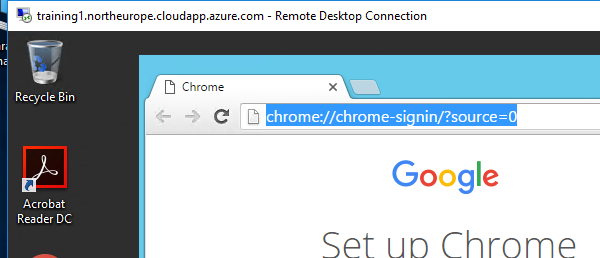 training1.northeurope.cloudapp.azure.com - Remote Desktop Connection
Recycle Bin
Chrome
chrome://chrome-signin/?source=0
Google
Acrobat
Reader DC
Set up Chrome